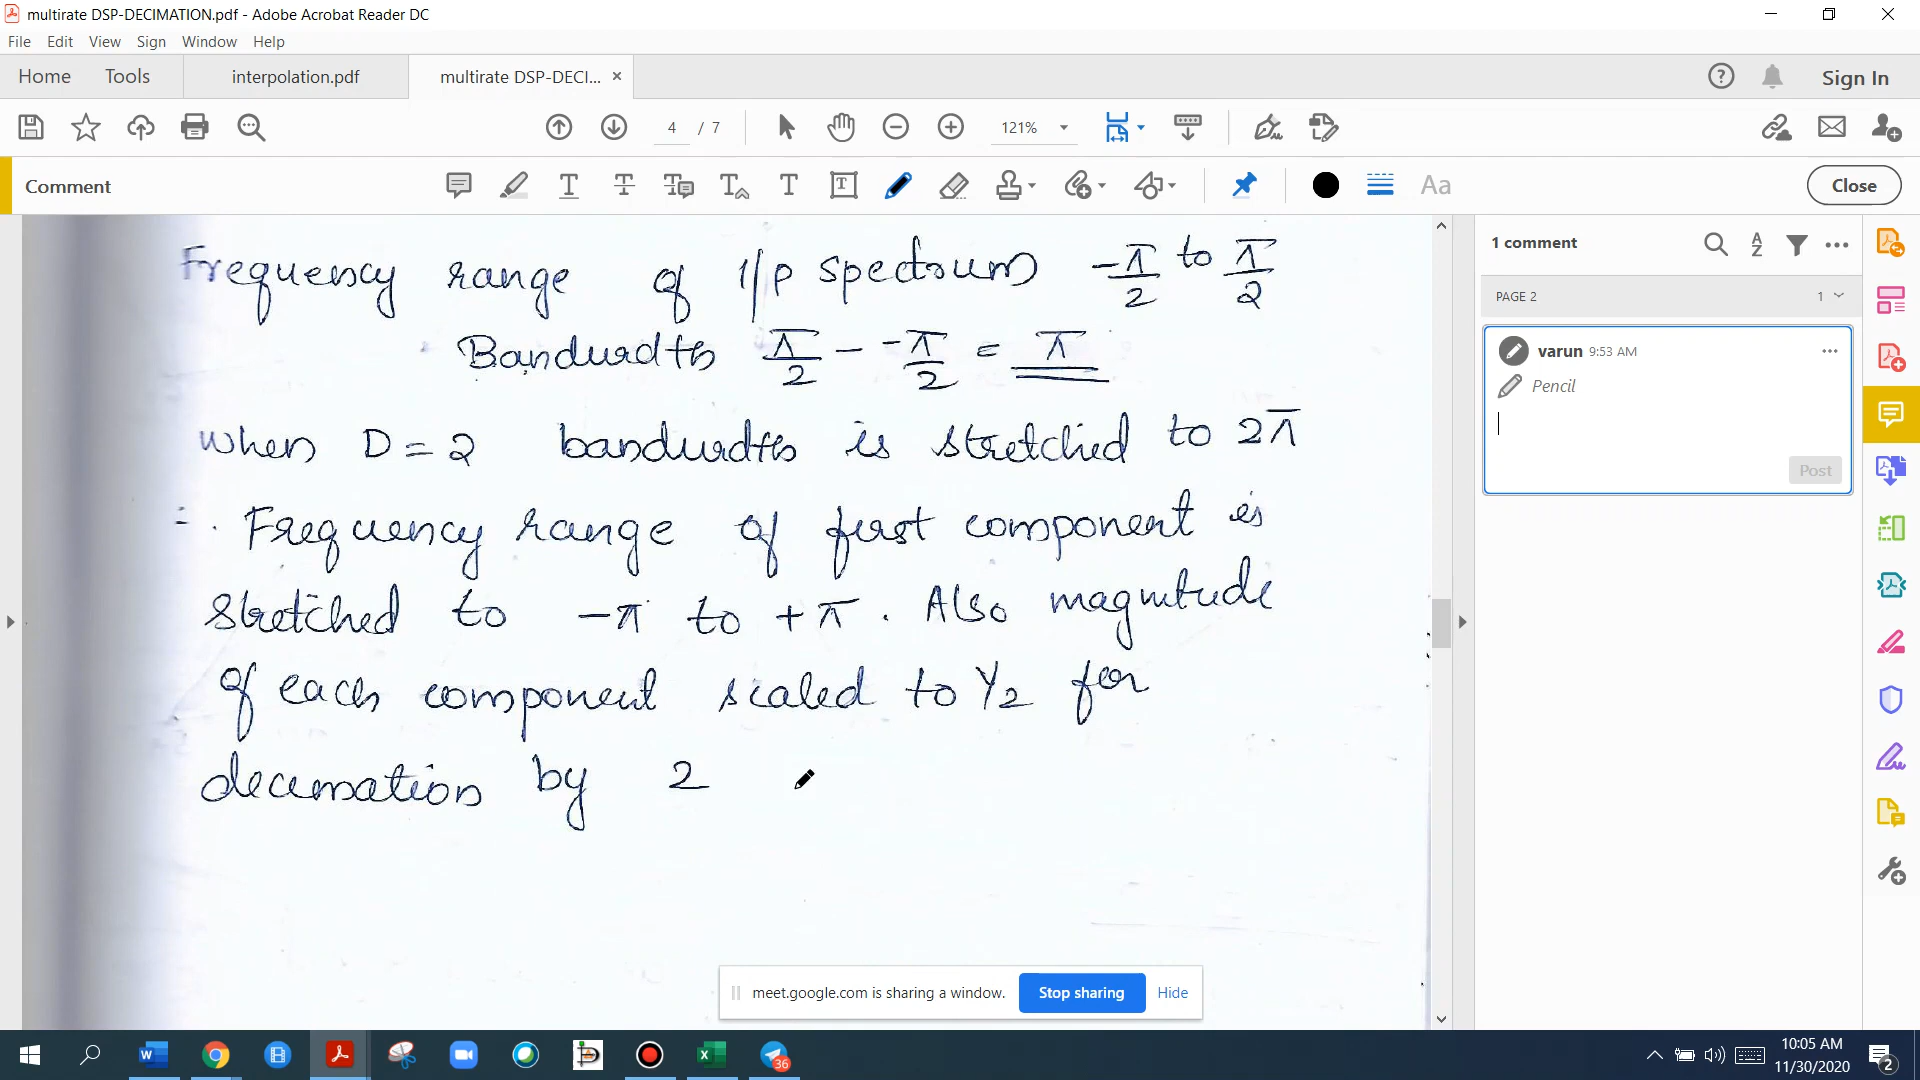 multirate DSP-DECIMATION.pdf - Adobe Acrobat Reader DC
File Edit View Sign Window Help
Home Tools interpolation.pdf multirate DSP-DECI... × Sign In
4 / 7 121%
Comment Close
Frequency range of I/P spectrum -π/2 to π/2
Bandwidth π/2 - -π/2 = π
when D = 2 bandwidth is stretched to 2π
∴ Frequency range of first component is
stretched to -π to +π. Also magnitude
of each component scaled to 1/2 for
decimation by 2
1 comment
PAGE 2 1
varun 9:53 AM
Pencil
Post
meet.google.com is sharing a window. Stop sharing Hide
36
10:05 AM
11/30/2020
2